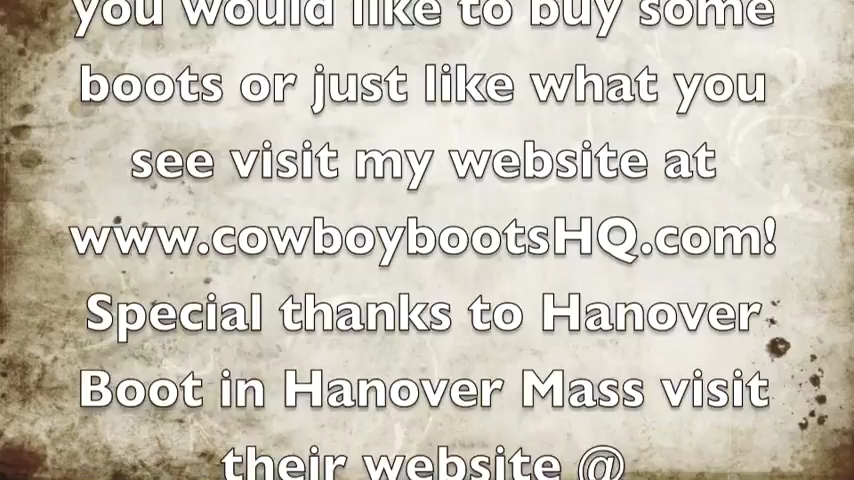 you would like to buy some
boots or just like what you
see visit my website at
www.cowboybootsHQ.com!
Special thanks to Hanover
Boot in Hanover Mass visit
their website @